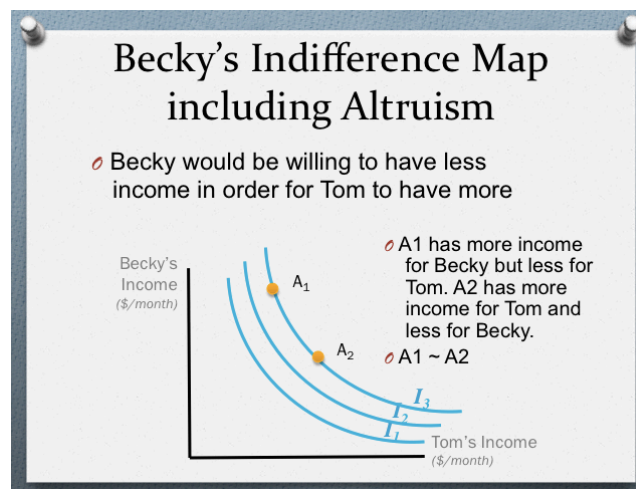 Becky's Indifference Map
including Altruism
Becky would be willing to have less
income in order for Tom to have more
Becky's
Income
($/month)
A1
A2
A1 has more income
for Becky but less for
Tom. A2 has more
income for Tom and
less for Becky.
A1 ~ A2
I3
I2
I1
Tom's Income
($/month)